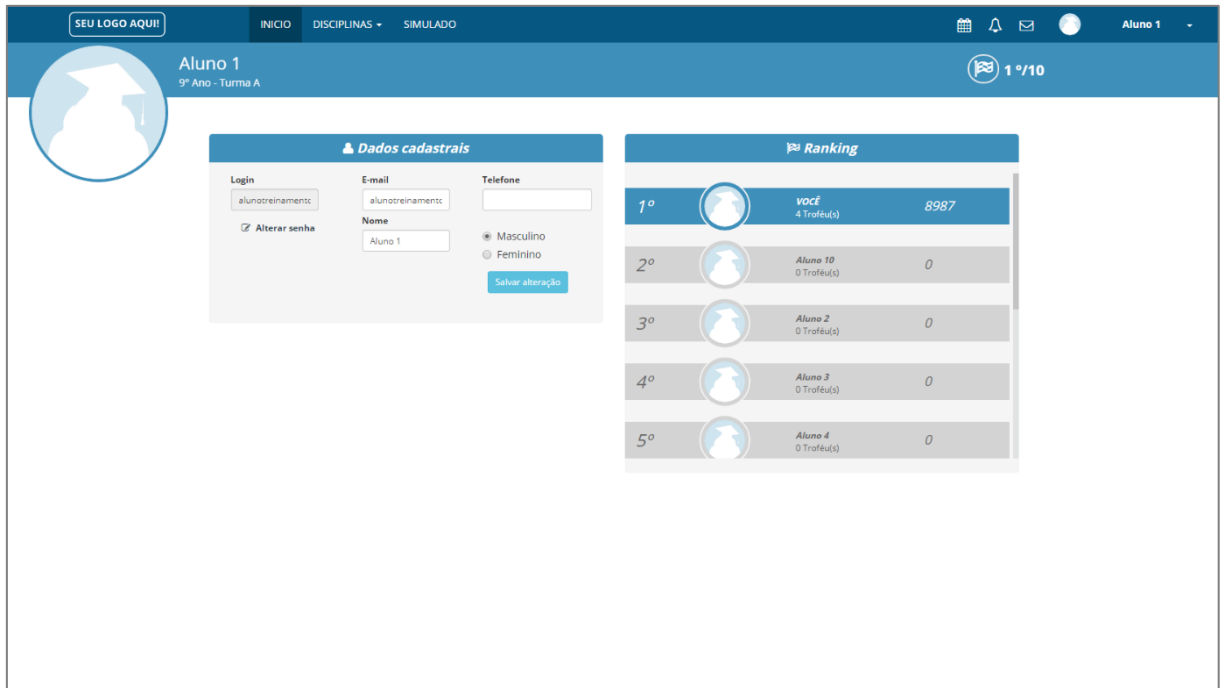 SEU LOGO AQUI!
INICIO
DISCIPLINAS
SIMULADO
Aluno 1
Aluno 1
9º Ano - Turma A
1 º/10
Dados cadastrais
Login
E-mail
Telefone
alunotreinamentc
alunotreinamentc
Alterar senha
Nome
Aluno 1
Masculino
Feminino
Salvar alteração
Ranking
1º
VOCÊ
4 Troféu(s)
8987
2º
Aluno 10
0 Troféu(s)
0
3º
Aluno 2
0 Troféu(s)
0
4º
Aluno 3
0 Troféu(s)
0
5º
Aluno 4
0 Troféu(s)
0